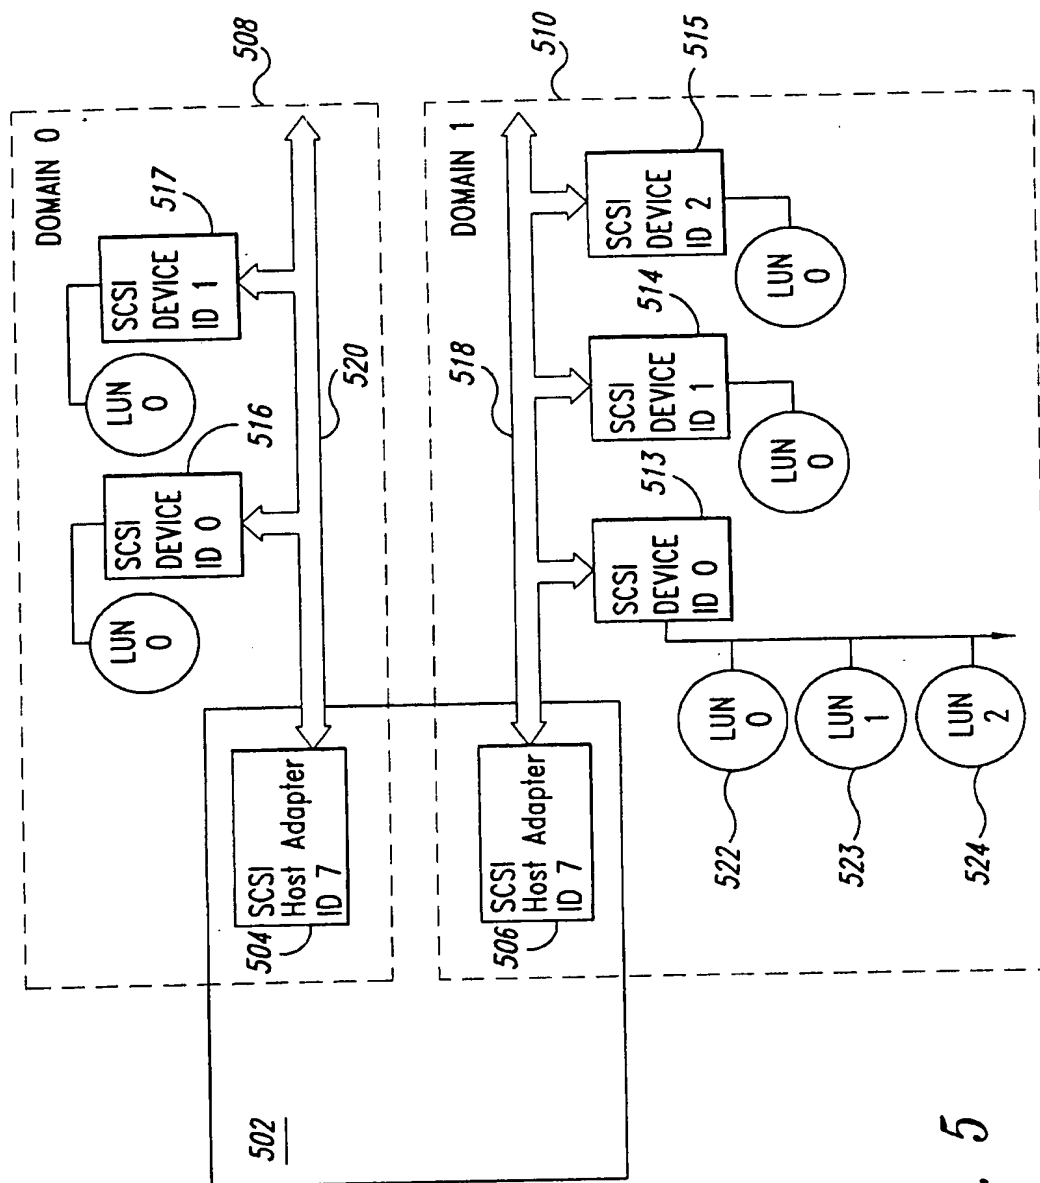 508
DOMAIN 0
517
SCSI
DEVICE
ID 1
LUN
0
516
SCSI
DEVICE
ID 0
LUN
0
520
SCSI
Host Adapter
ID 7
504
510
DOMAIN 1
515
SCSI
DEVICE
ID 2
LUN
0
514
SCSI
DEVICE
ID 1
LUN
0
518
513
SCSI
DEVICE
ID 0
LUN
0
522
LUN
1
523
LUN
2
524
SCSI
Host Adapter
ID 7
506
502
5